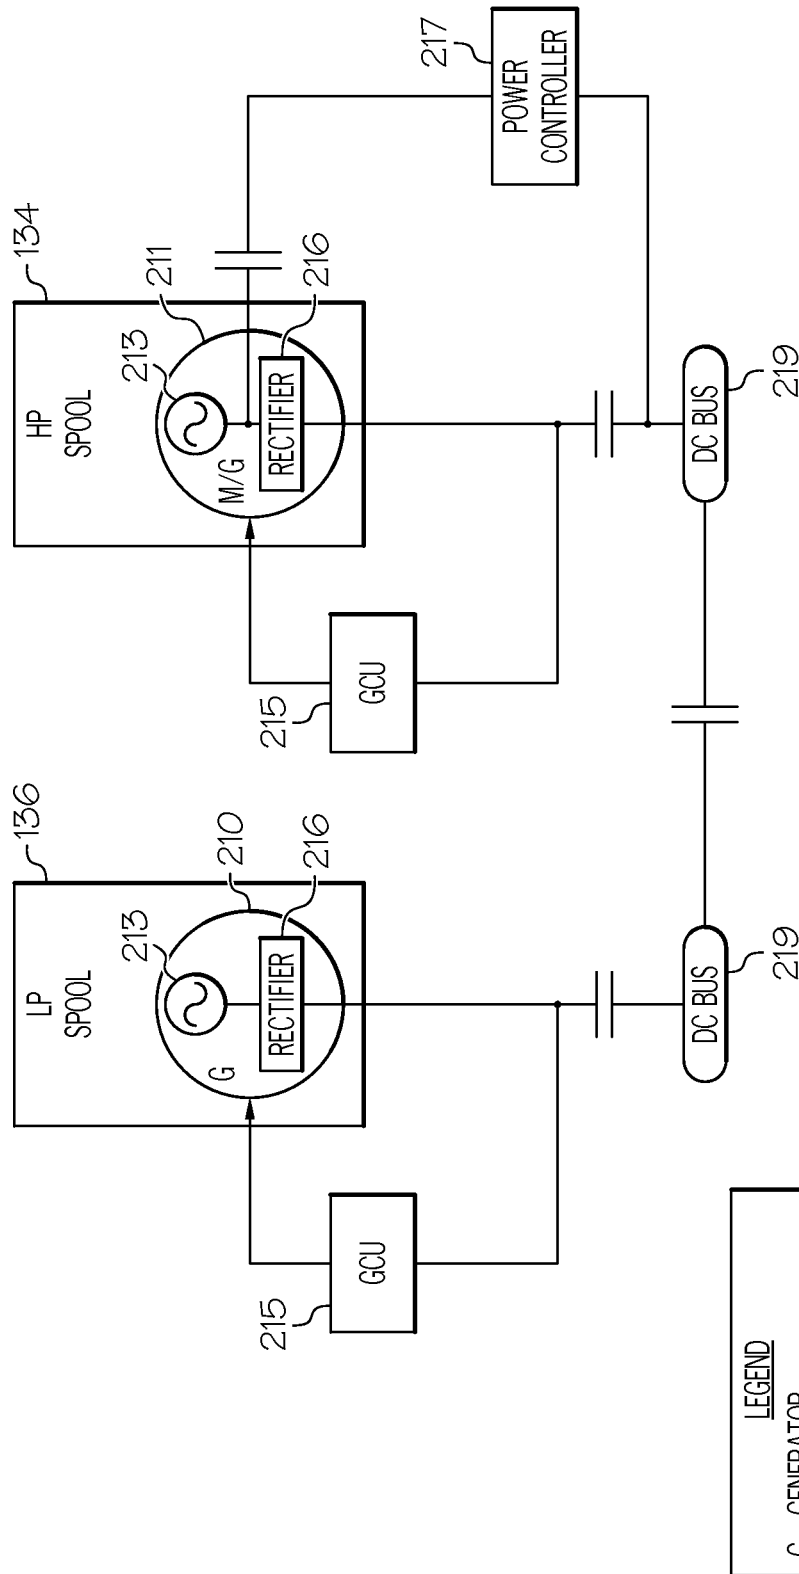 136
LP
SPOOL
213
210
G
RECTIFIER
216
215
GCU
DC BUS
219
134
HP
SPOOL
213
211
M/G
RECTIFIER
216
215
GCU
217
POWER
CONTROLLER
DC BUS
219
LEGEND
GENERATOR